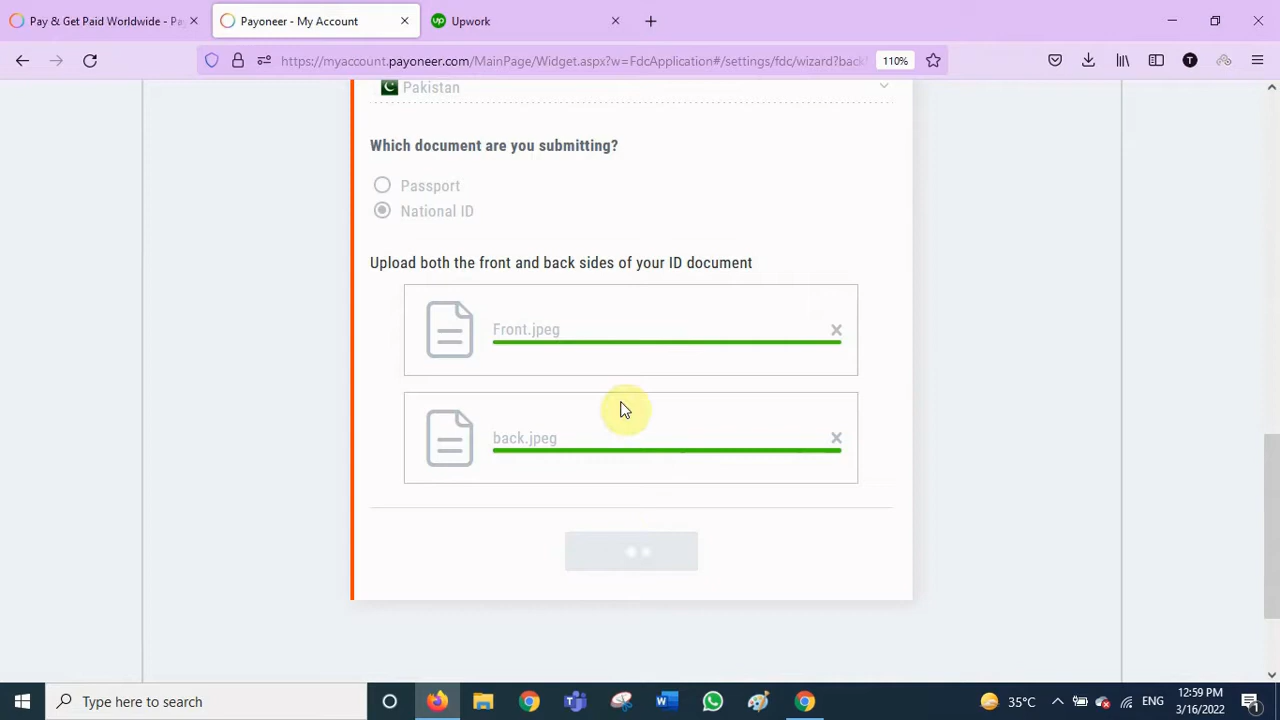 Pay & Get Paid Worldwide - Pa
Payoneer - My Account
up Upwork
https://myaccount.payoneer.com/MainPage/Widget.aspx?w=FdcApplication#/settings/fdc/wizard?back
110%
T
Pakistan
Which document are you submitting?
Passport
National ID
Upload both the front and back sides of your ID document
Front.jpeg
back.jpeg
Type here to search
35°C
ENG
12:59 PM
3/16/2022
1